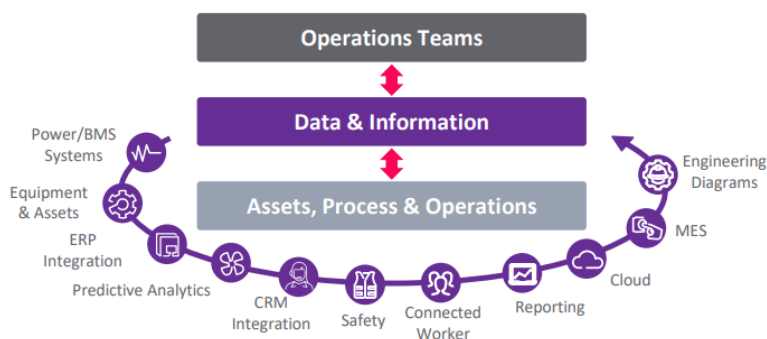 Operations Teams
Data & Information
Assets, Process & Operations
Power/BMS
Systems
Equipment
& Assets
ERP
Integration
Predictive Analytics
CRM
Integration
Safety
Connected
Worker
Reporting
Cloud
MES
Engineering
Diagrams